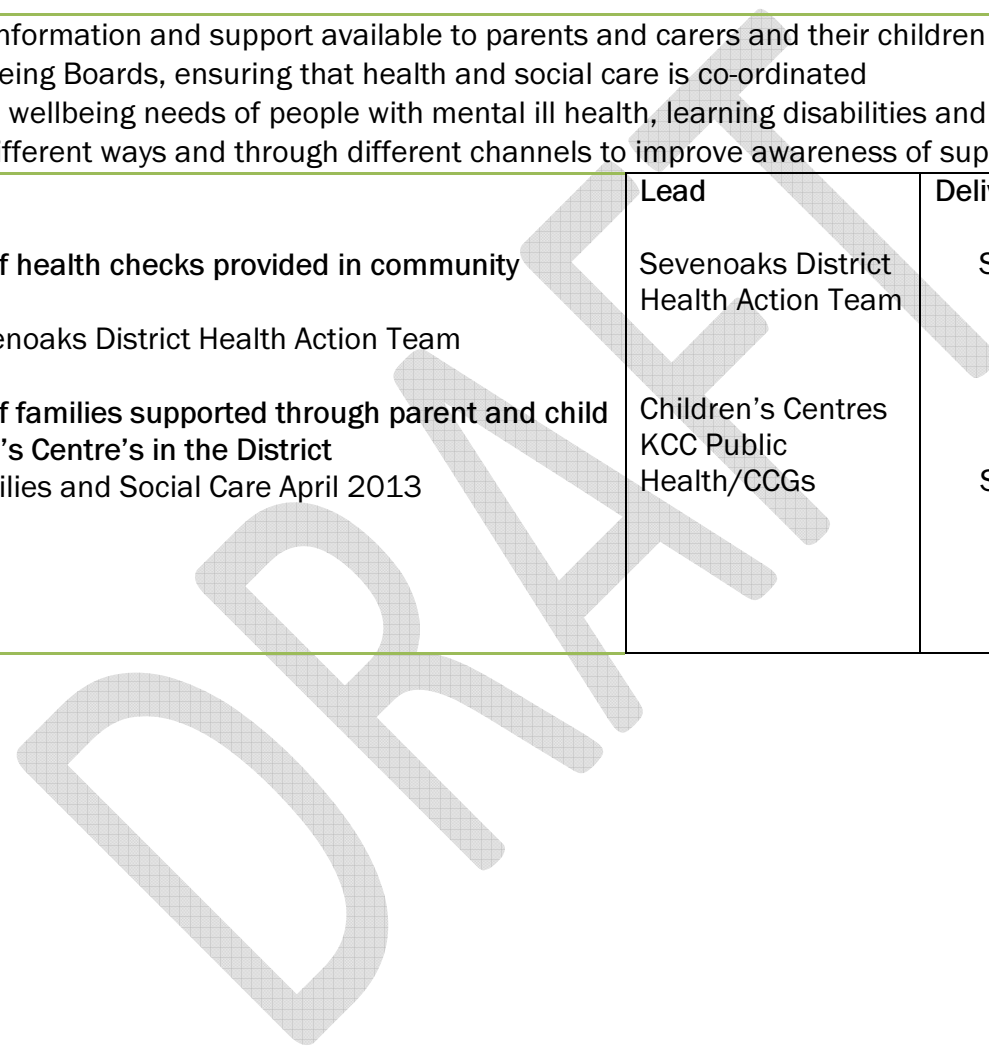 nformation and support available to parents and carers and their children
eing Boards, ensuring that health and social care is co-ordinated
wellbeing needs of people with mental ill health, learning disabilities and
ifferent ways and through different channels to improve awareness of sup
Lead
Deli
f health checks provided in community
Sevenoaks District
S
Health Action Team
enoaks District Health Action Team
f families supported through parent and child
Children’s Centres
’s Centre’s in the District
KCC Public
ilies and Social Care April 2013
Health/CCGs
S
DRAFT